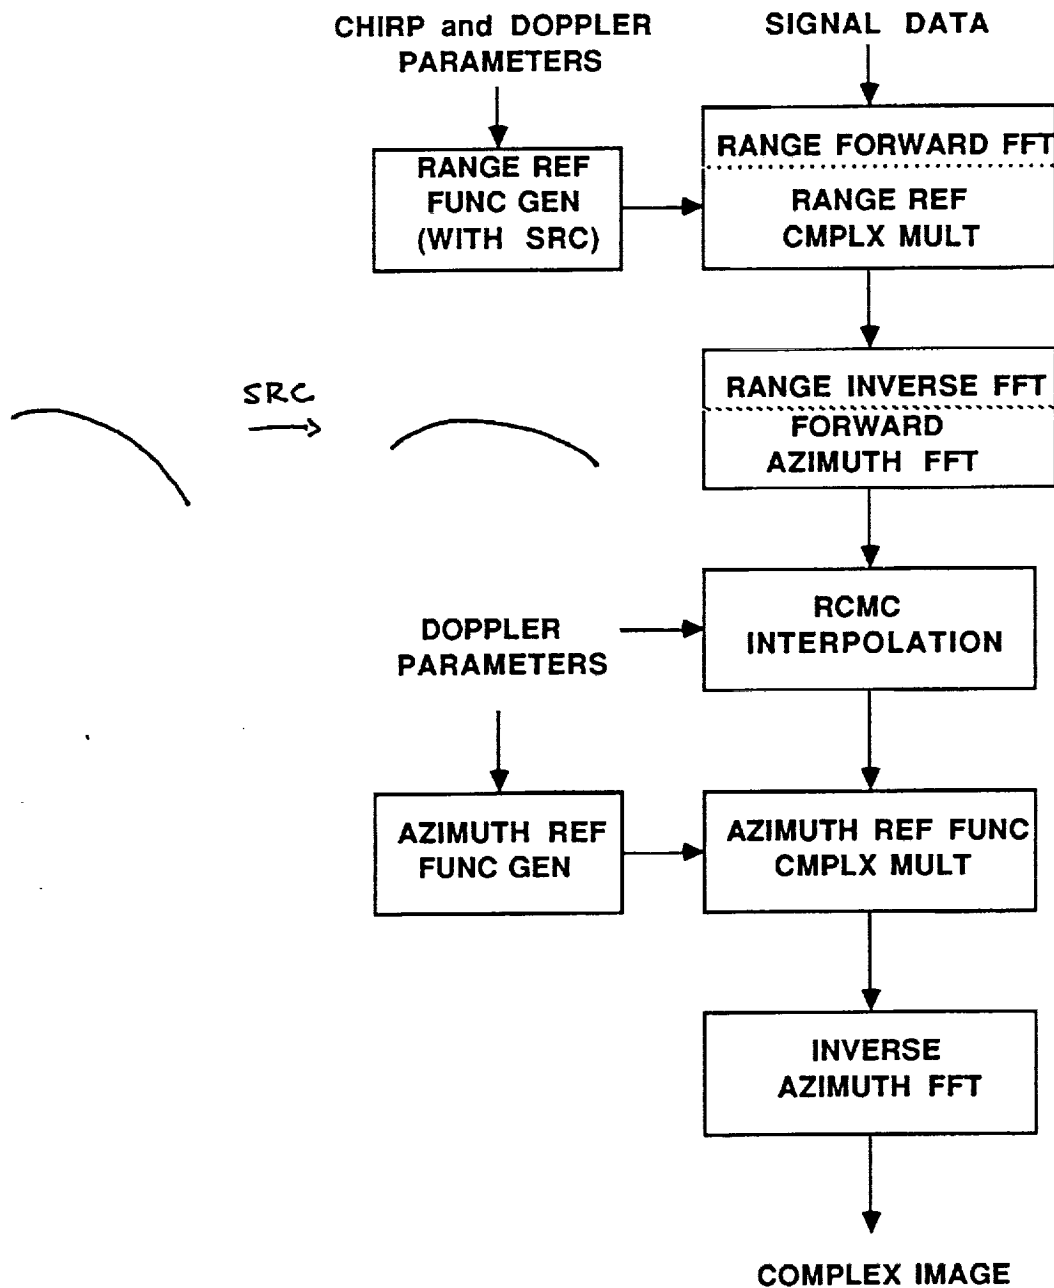 CHIRP and DOPPLER
PARAMETERS
SIGNAL DATA
RANGE REF
FUNC GEN
(WITH SRC)
RANGE FORWARD FFT
RANGE REF
CMPLX MULT
SRC
RANGE INVERSE FFT
FORWARD
AZIMUTH FFT
DOPPLER
PARAMETERS
RCMC
INTERPOLATION
AZIMUTH REF
FUNC GEN
AZIMUTH REF FUNC
CMPLX MULT
INVERSE
AZIMUTH FFT
COMPLEX IMAGE